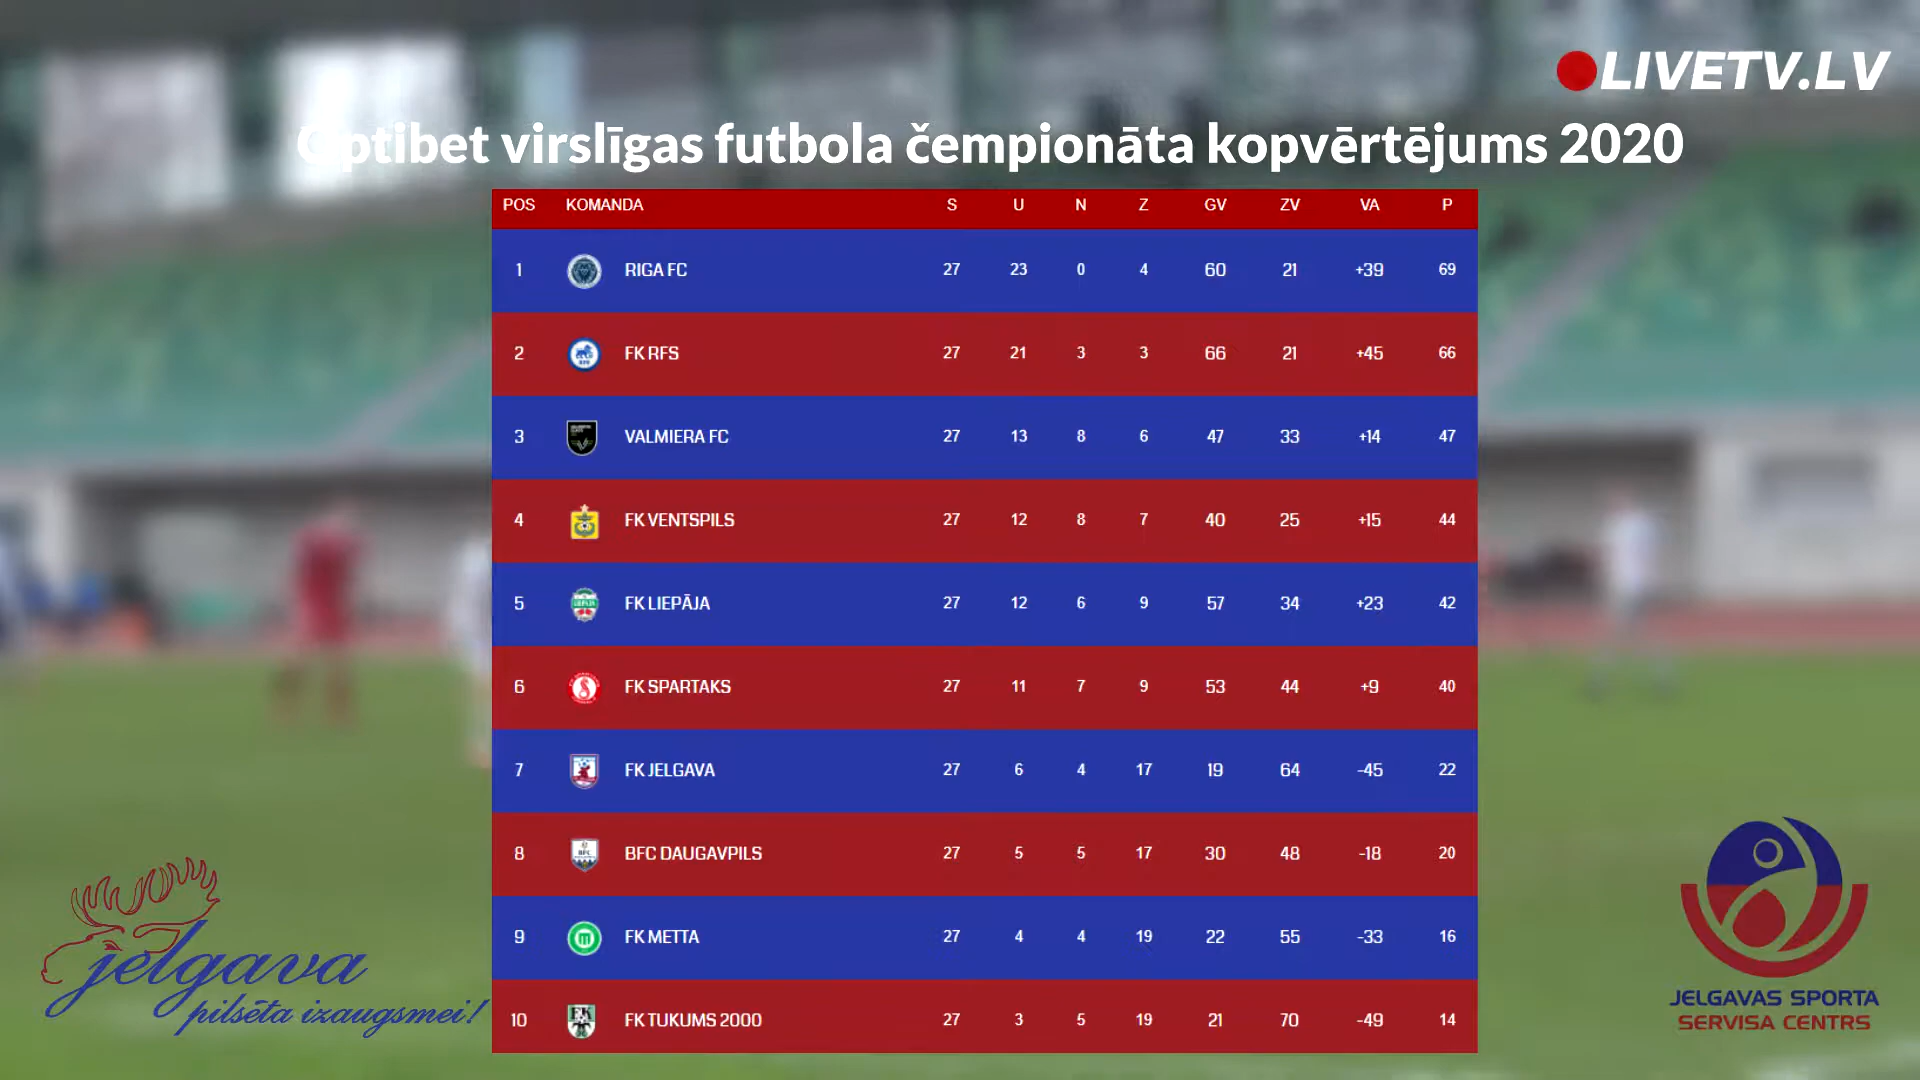 LIVETV.LV
Optibet virslīgas futbola čempionāta kopvērtējums 2020
POS KOMANDA S U N Z GV ZV VA P
1 RIGA FC 27 23 0 4 60 21 +39 69
2 FK RFS 27 21 3 3 66 21 +45 66
3 VALMIERA FC 27 13 8 6 47 33 +14 47
4 FK VENTSPILS 27 12 8 7 40 25 +15 44
5 FK LIEPĀJA 27 12 6 9 57 34 +23 42
6 FK SPARTAKS 27 11 7 9 53 44 +9 40
7 FK JELGAVA 27 6 4 17 19 64 -45 22
8 BFC DAUGAVPILS 27 5 5 17 30 48 -18 20
9 FK METTA 27 4 4 19 22 55 -33 16
10 FK TUKUMS 2000 27 3 5 19 21 70 -49 14
jelgava
pilsēta izaugsmei!
JELGAVAS SPORTA
SERVISA CENTRS